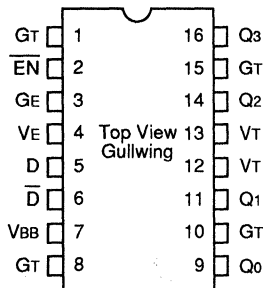 GT 1 16 Q3
EN 2 15 GT
GE 3 14 Q2
VE 4 Top View 13 VT
Gullwing
D 5 12 VT
D 6 11 Q1
VBB 7 10 GT
GT 8 9 Q0